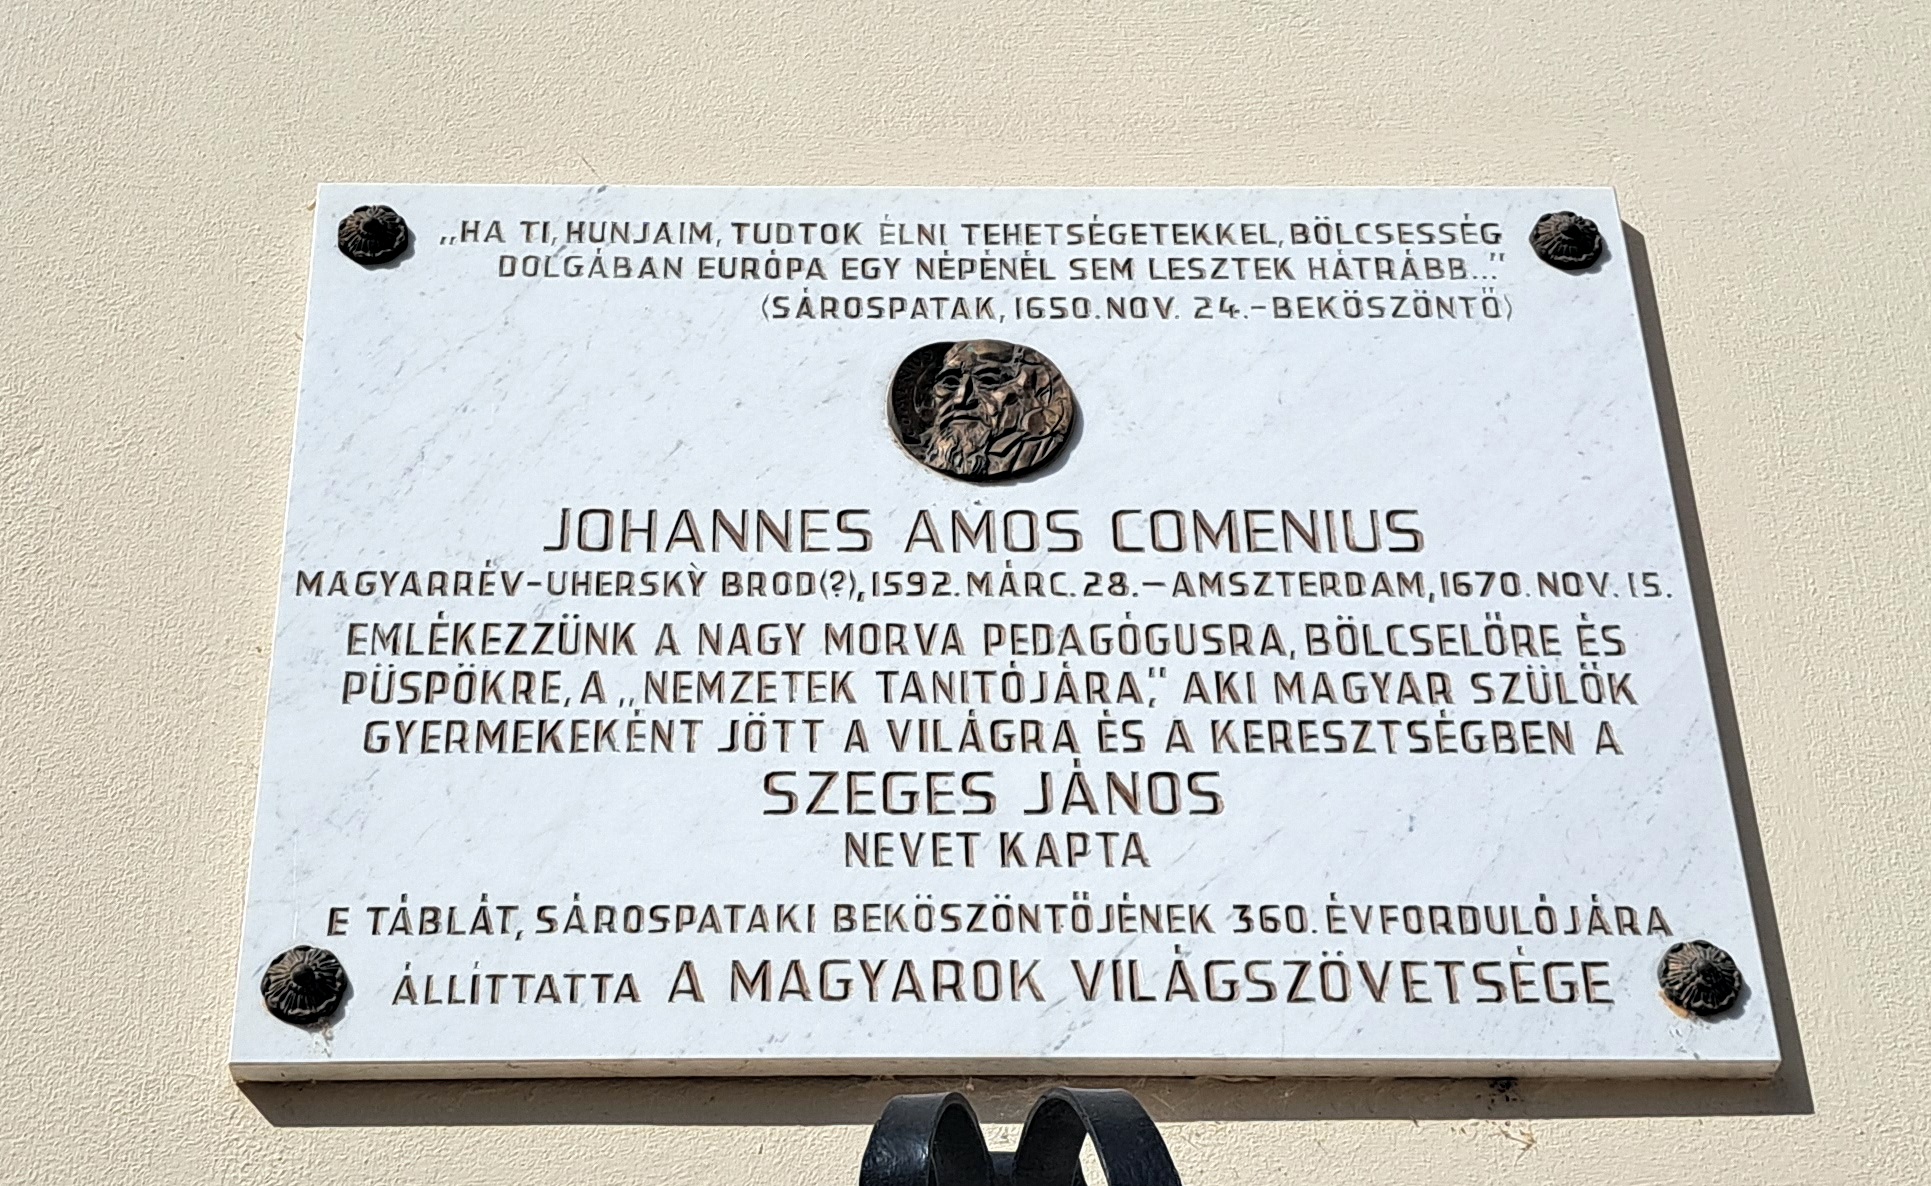 „HA TI, HUNJAIM, TUDTOK ÉLNI TEHETSÉGETEKKEL, BÖLCSESSÉG
DOLGÁBAN EURÓPA EGY NÉPÉNÉL SEM LESZTEK HÁTRÁBB..."
(SÁROSPATAK, 1650. NOV. 24.-BEKÖSZÖNTŐ)
JOHANNES AMOS COMENIUS
MAGYARRÉV-UHERSKỲ BROD(?), 1592. MÁRC. 28.-AMSZTERDAM, 1670. NOV. 15.
EMLÉKEZZÜNK A NAGY MORVA PEDAGÓGUSRA, BÖLCSELŐRE ÉS
PÜSPÖKRE, A „NEMZETEK TANITÓJÁRA," AKI MAGYAR SZÜLŐK
GYERMEKEKÉNT JÖTT A VILÁGRA ÉS A KERESZTSÉGBEN A
SZEGES JÁNOS
NEVET KAPTA
E TÁBLÁT, SÁROSPATAKI BEKÖSZÖNTŐJÉNEK 360. ÉVFORDULÓJÁRA
ÁLLÍTTATTA A MAGYAROK VILÁGSZÖVETSÉGE